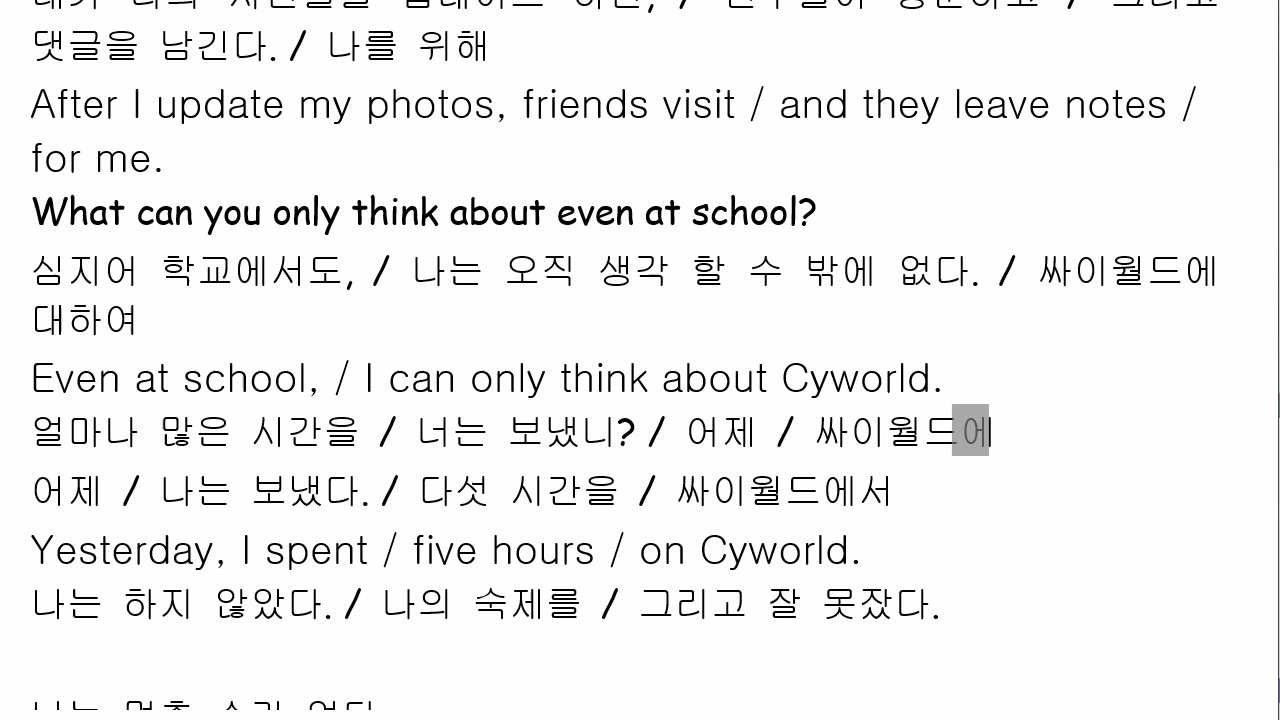 댓글을 남긴다. / 나를 위해
After I update my photos, friends visit / and they leave notes /
for me.
What can you only think about even at school?
심지어 학교에서도, / 나는 오직 생각 할 수 밖에 없다. / 싸이월드에
대하여
Even at school, / I can only think about Cyworld.
얼마나 많은 시간을 / 너는 보냈니? / 어제 / 싸이월드에
어제 / 나는 보냈다. / 다섯 시간을 / 싸이월드에서
Yesterday, I spent / five hours / on Cyworld.
나는 하지 않았다. / 나의 숙제를 / 그리고 잘 못잤다.